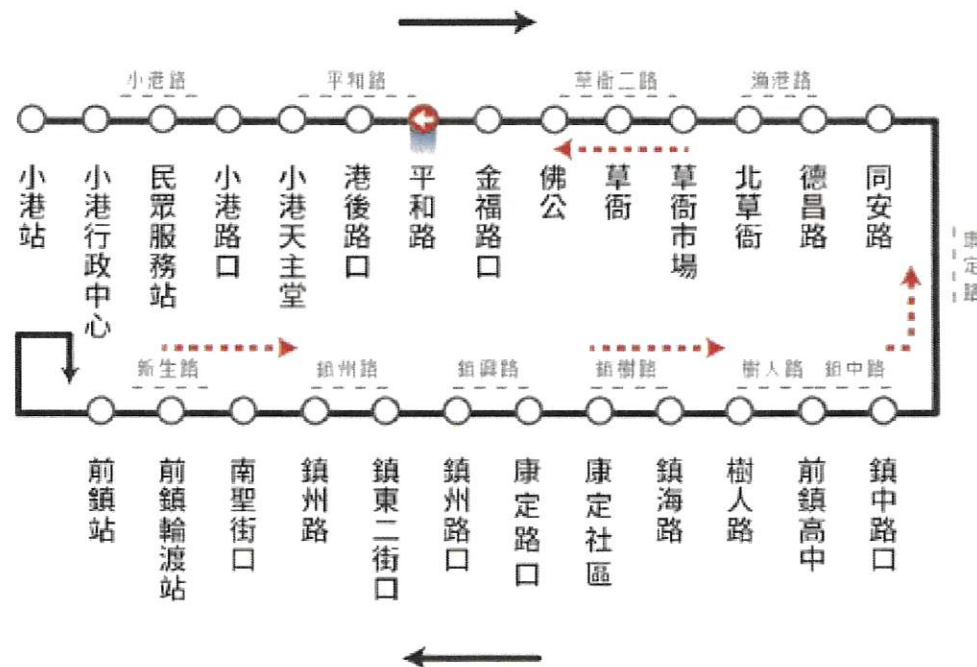 小港路
平和路
草衙二路
漁港路
小港站
小港行政中心
民眾服務站
小港路口
小港天主堂
港後路口
平和路
金福路口
佛公
草衙
草衙市場
北草衙
德昌路
同安路
康定路
新生路
鎮州路
鎮樹路
樹人路
鎮中路
前鎮站
前鎮輪渡站
南聖街口
鎮州路
鎮東二街口
鎮州路口
康定路口
康定社區
鎮海路
樹人路
前鎮高中
鎮中路口